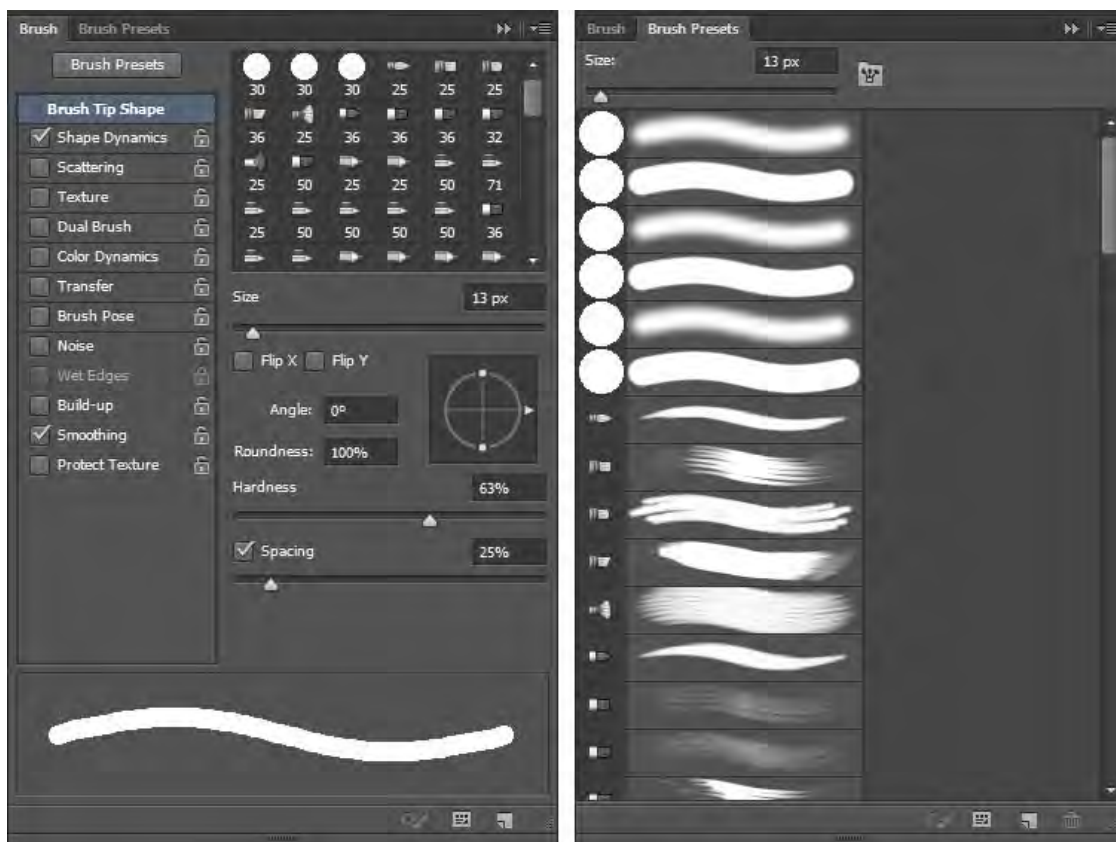 Brush Brush Presets
Brush Presets
Brush Tip Shape
Shape Dynamics
Scattering
Texture
Dual Brush
Color Dynamics
Transfer
Brush Pose
Noise
Wet Edges
Build-up
Smoothing
Protect Texture
30 30 30 25 25 25
36 25 36 36 36 32
25 50 25 25 50 71
25 50 50 50 50 36
Size 13 px
Flip X Flip Y
Angle: 0º
Roundness: 100%
Hardness 63%
Spacing 25%
Brush Brush Presets
Size: 13 px